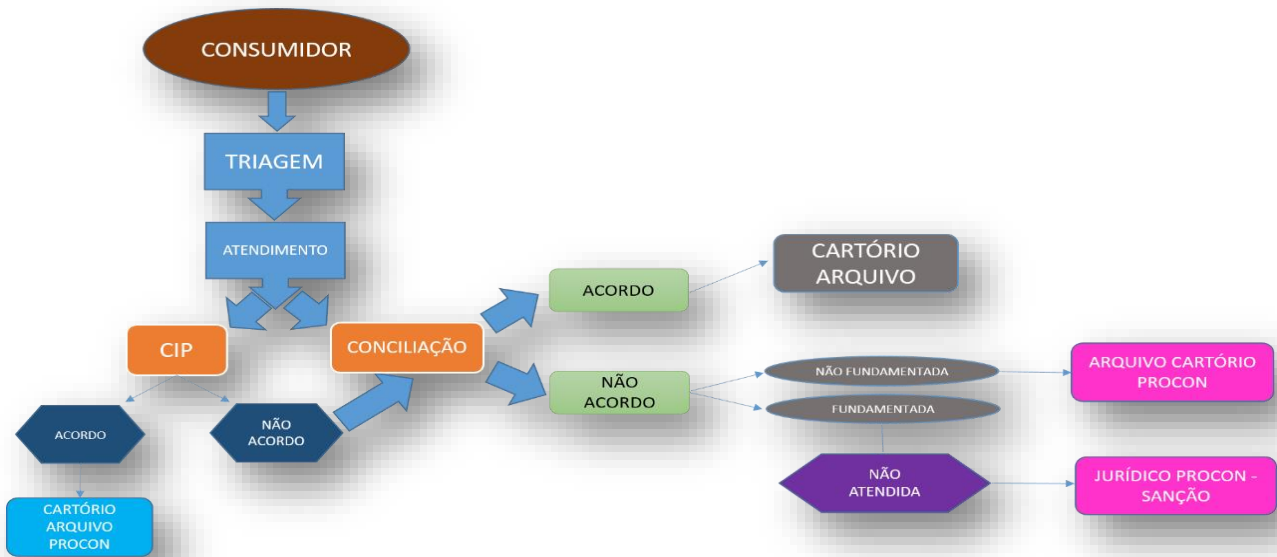 CONSUMIDOR
TRIAGEM
ATENDIMENTO
CIP
CONCILIAÇÃO
ACORDO
CARTÓRIO
ARQUIVO
NÃO
ACORDO
NÃO FUNDAMENTADA
FUNDAMENTADA
ARQUIVO CARTÓRIO
PROCON
ACORDO
NÃO
ACORDO
NÃO
ATENDIDA
JURÍDICO PROCON -
SANÇÃO
CARTÓRIO
ARQUIVO
PROCON